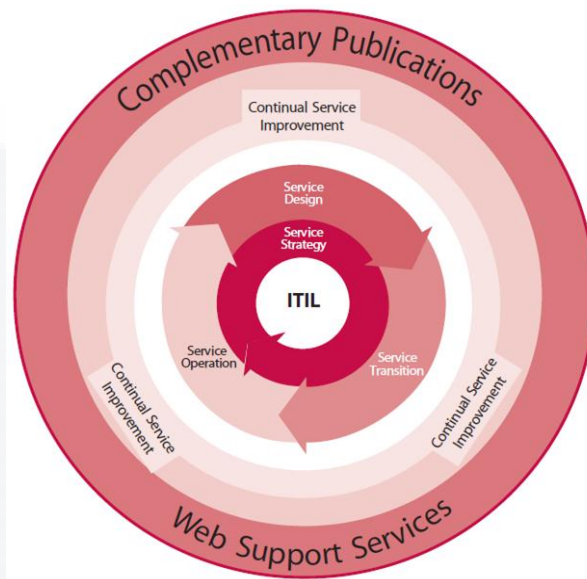 Complementary Publications
Continual Service
Improvement
Service
Design
Service
Strategy
ITIL
Service
Operation
Service
Transition
Continual Service
Improvement
Continual Service
Improvement
Web Support Services